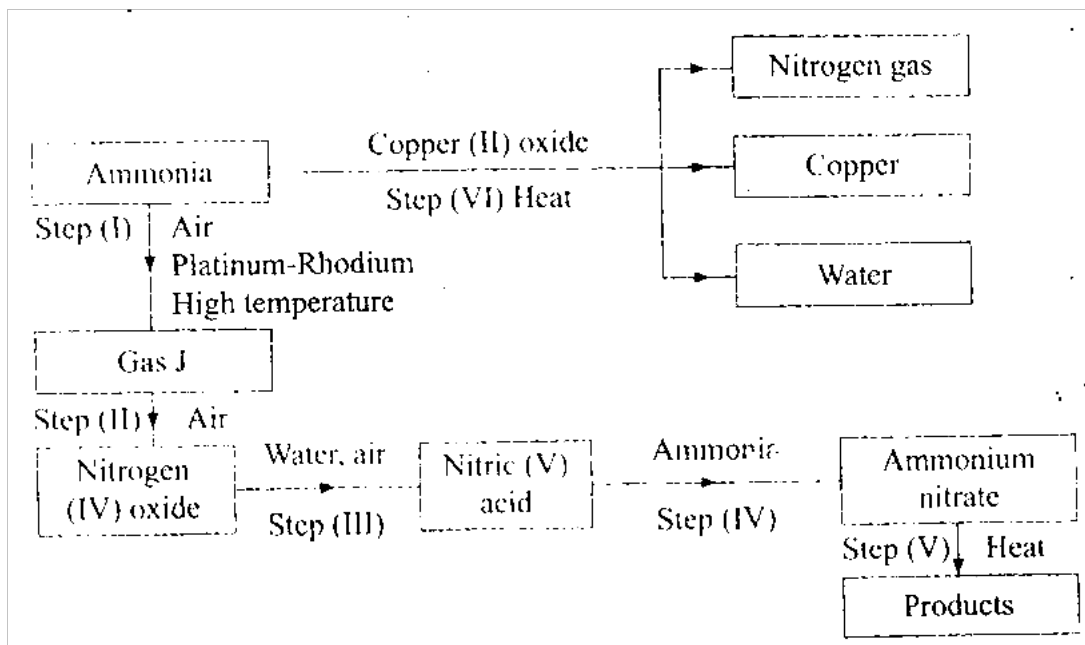 Nitrogen gas
Copper (II) oxide
Copper
Ammonia
Step (VI) Heat
Step (I) Air
Platinum-Rhodium
High temperature
Water
Gas J
Step (II) Air
Nitrogen
(IV) oxide
Water, air
Step (III)
Nitric (V)
acid
Ammonia
Step (IV)
Ammonium
nitrate
Step (V) Heat
Products